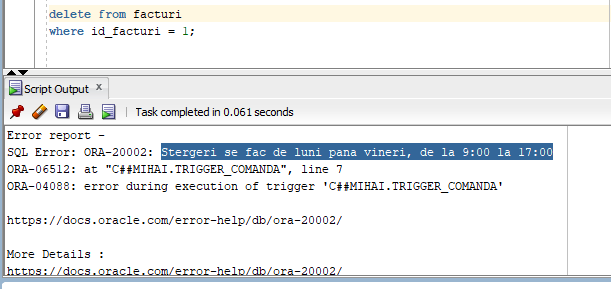 delete from facturi
where id_facturi = 1;
Script Output x
Task completed in 0.061 seconds
Error report -
SQL Error: ORA-20002: Stergeri se fac de luni pana vineri, de la 9:00 la 17:00
ORA-06512: at "C##MIHAI.TRIGGER_COMANDA", line 7
ORA-04088: error during execution of trigger 'C##MIHAI.TRIGGER_COMANDA'
https://docs.oracle.com/error-help/db/ora-20002/
More Details :
https://docs.oracle.com/error-help/db/ora-20002/